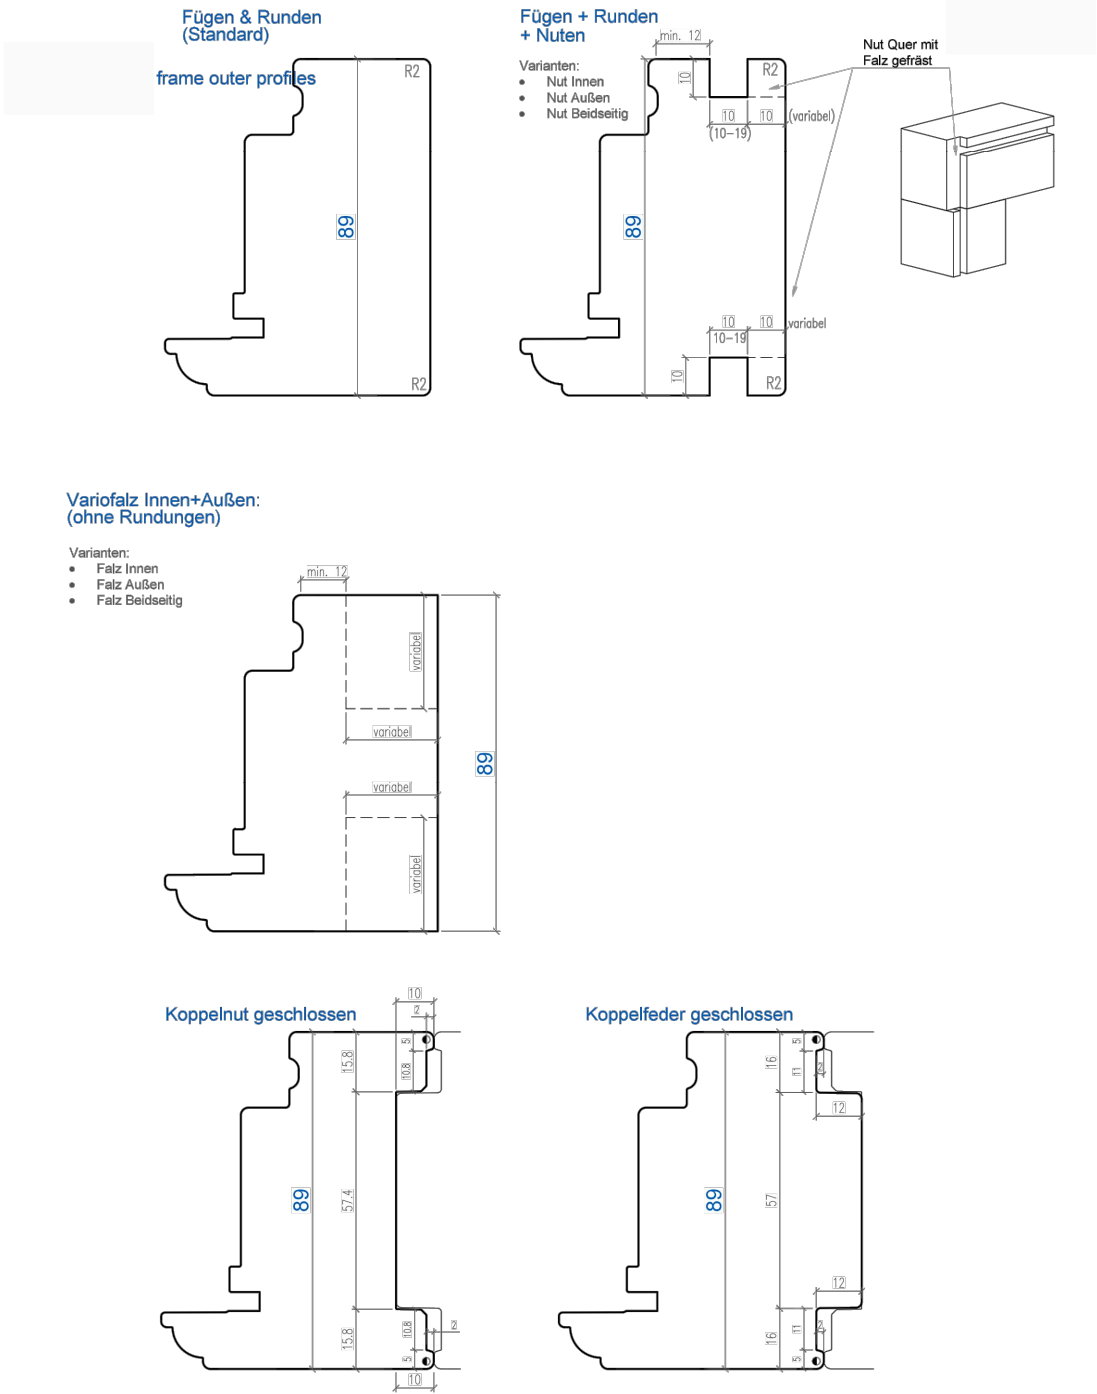 Fügen & Runden
(Standard)
frame outer profiles
R2
89
R2
Fügen + Runden
+ Nuten
Varianten:
• Nut Innen
• Nut Außen
• Nut Beidseitig
min. 12
10
R2
10
10
(variabel)
(10-19)
89
10
10
variabel
10-19
10
R2
Nut Quer mit
Falz gefräst
Variofalz Innen+Außen:
(ohne Rundungen)
Varianten:
• Falz Innen
• Falz Außen
• Falz Beidseitig
min. 12
variabel
variabel
89
variabel
variabel
Koppelnut geschlossen
10
2
5
15.8
10.8
89
57.4
10.8
15.8
5
10
Koppelfeder geschlossen
5
16
11
2
12
89
57
12
11
2
16
5